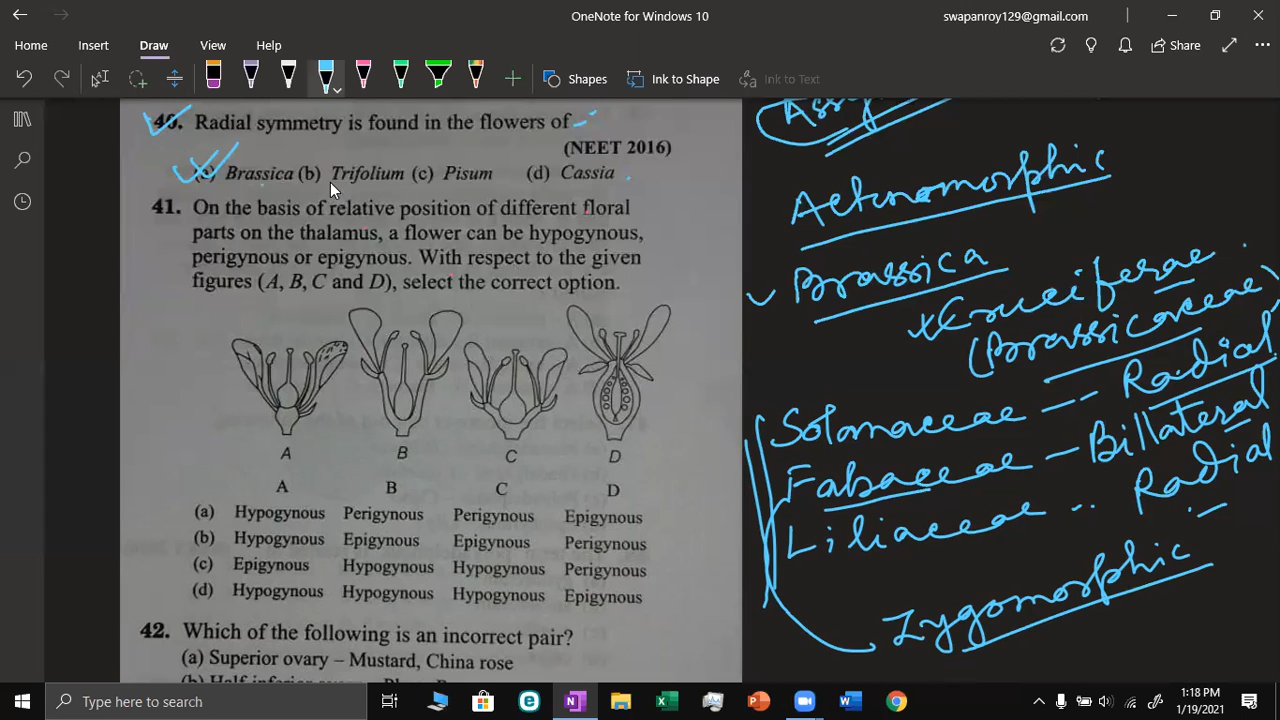 OneNote for Windows 10
swapanroy129@gmail.com
Home Insert Draw View Help
Share
Shapes Ink to Shape Ink to Text
40. Radial symmetry is found in the flowers of
(NEET 2016)
(a) Brassica (b) Trifolium (c) Pisum (d) Cassia
41. On the basis of relative position of different floral
parts on the thalamus, a flower can be hypogynous,
perigynous or epigynous. With respect to the given
figures (A, B, C and D), select the correct option.
A B C D
A B C D
(a) Hypogynous Perigynous Perigynous Epigynous
(b) Hypogynous Epigynous Epigynous Perigynous
(c) Epigynous Hypogynous Hypogynous Perigynous
(d) Hypogynous Hypogynous Hypogynous Epigynous
42. Which of the following is an incorrect pair?
(a) Superior ovary – Mustard, China rose
Actinomorphic
Brassica
Cruciferae
(Brassicaceae)
Solanaceae -- Radial
Fabaceae - Billateral
Liliaceae .. Radial
Zygomorphic
Type here to search
1:18 PM
1/19/2021